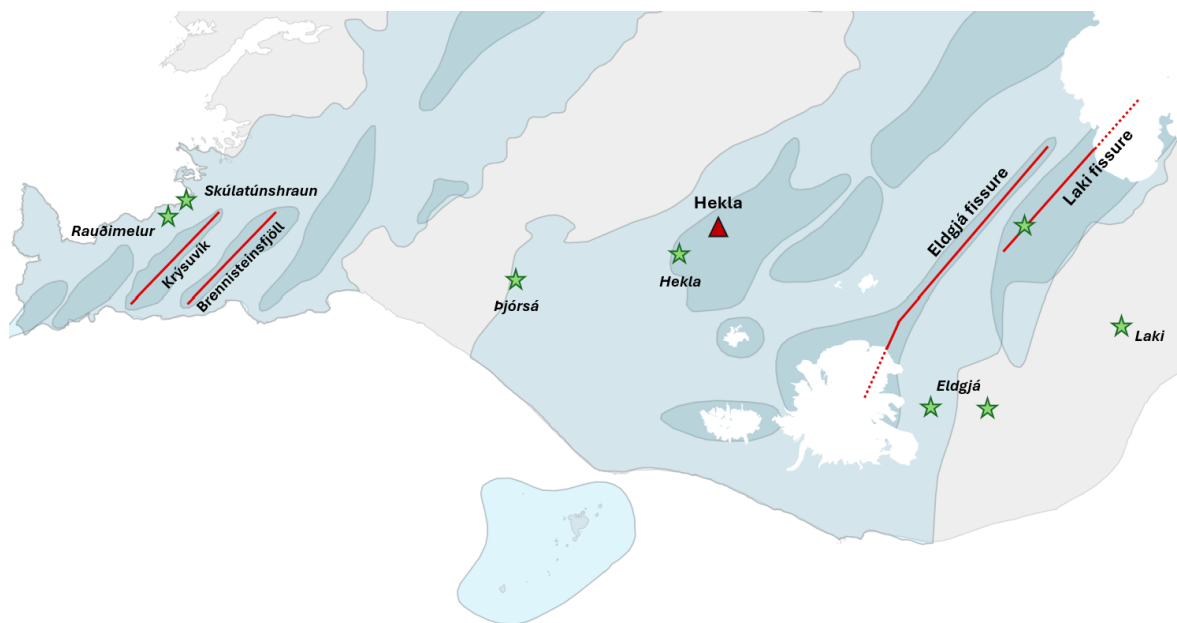 Skúlatúnshraun
Rauðimelur
Krýsuvík
Brennisteinsfjöll
Þjórsá
Hekla
Hekla
Eldgjá fissure
Laki fissure
Laki
Eldgjá